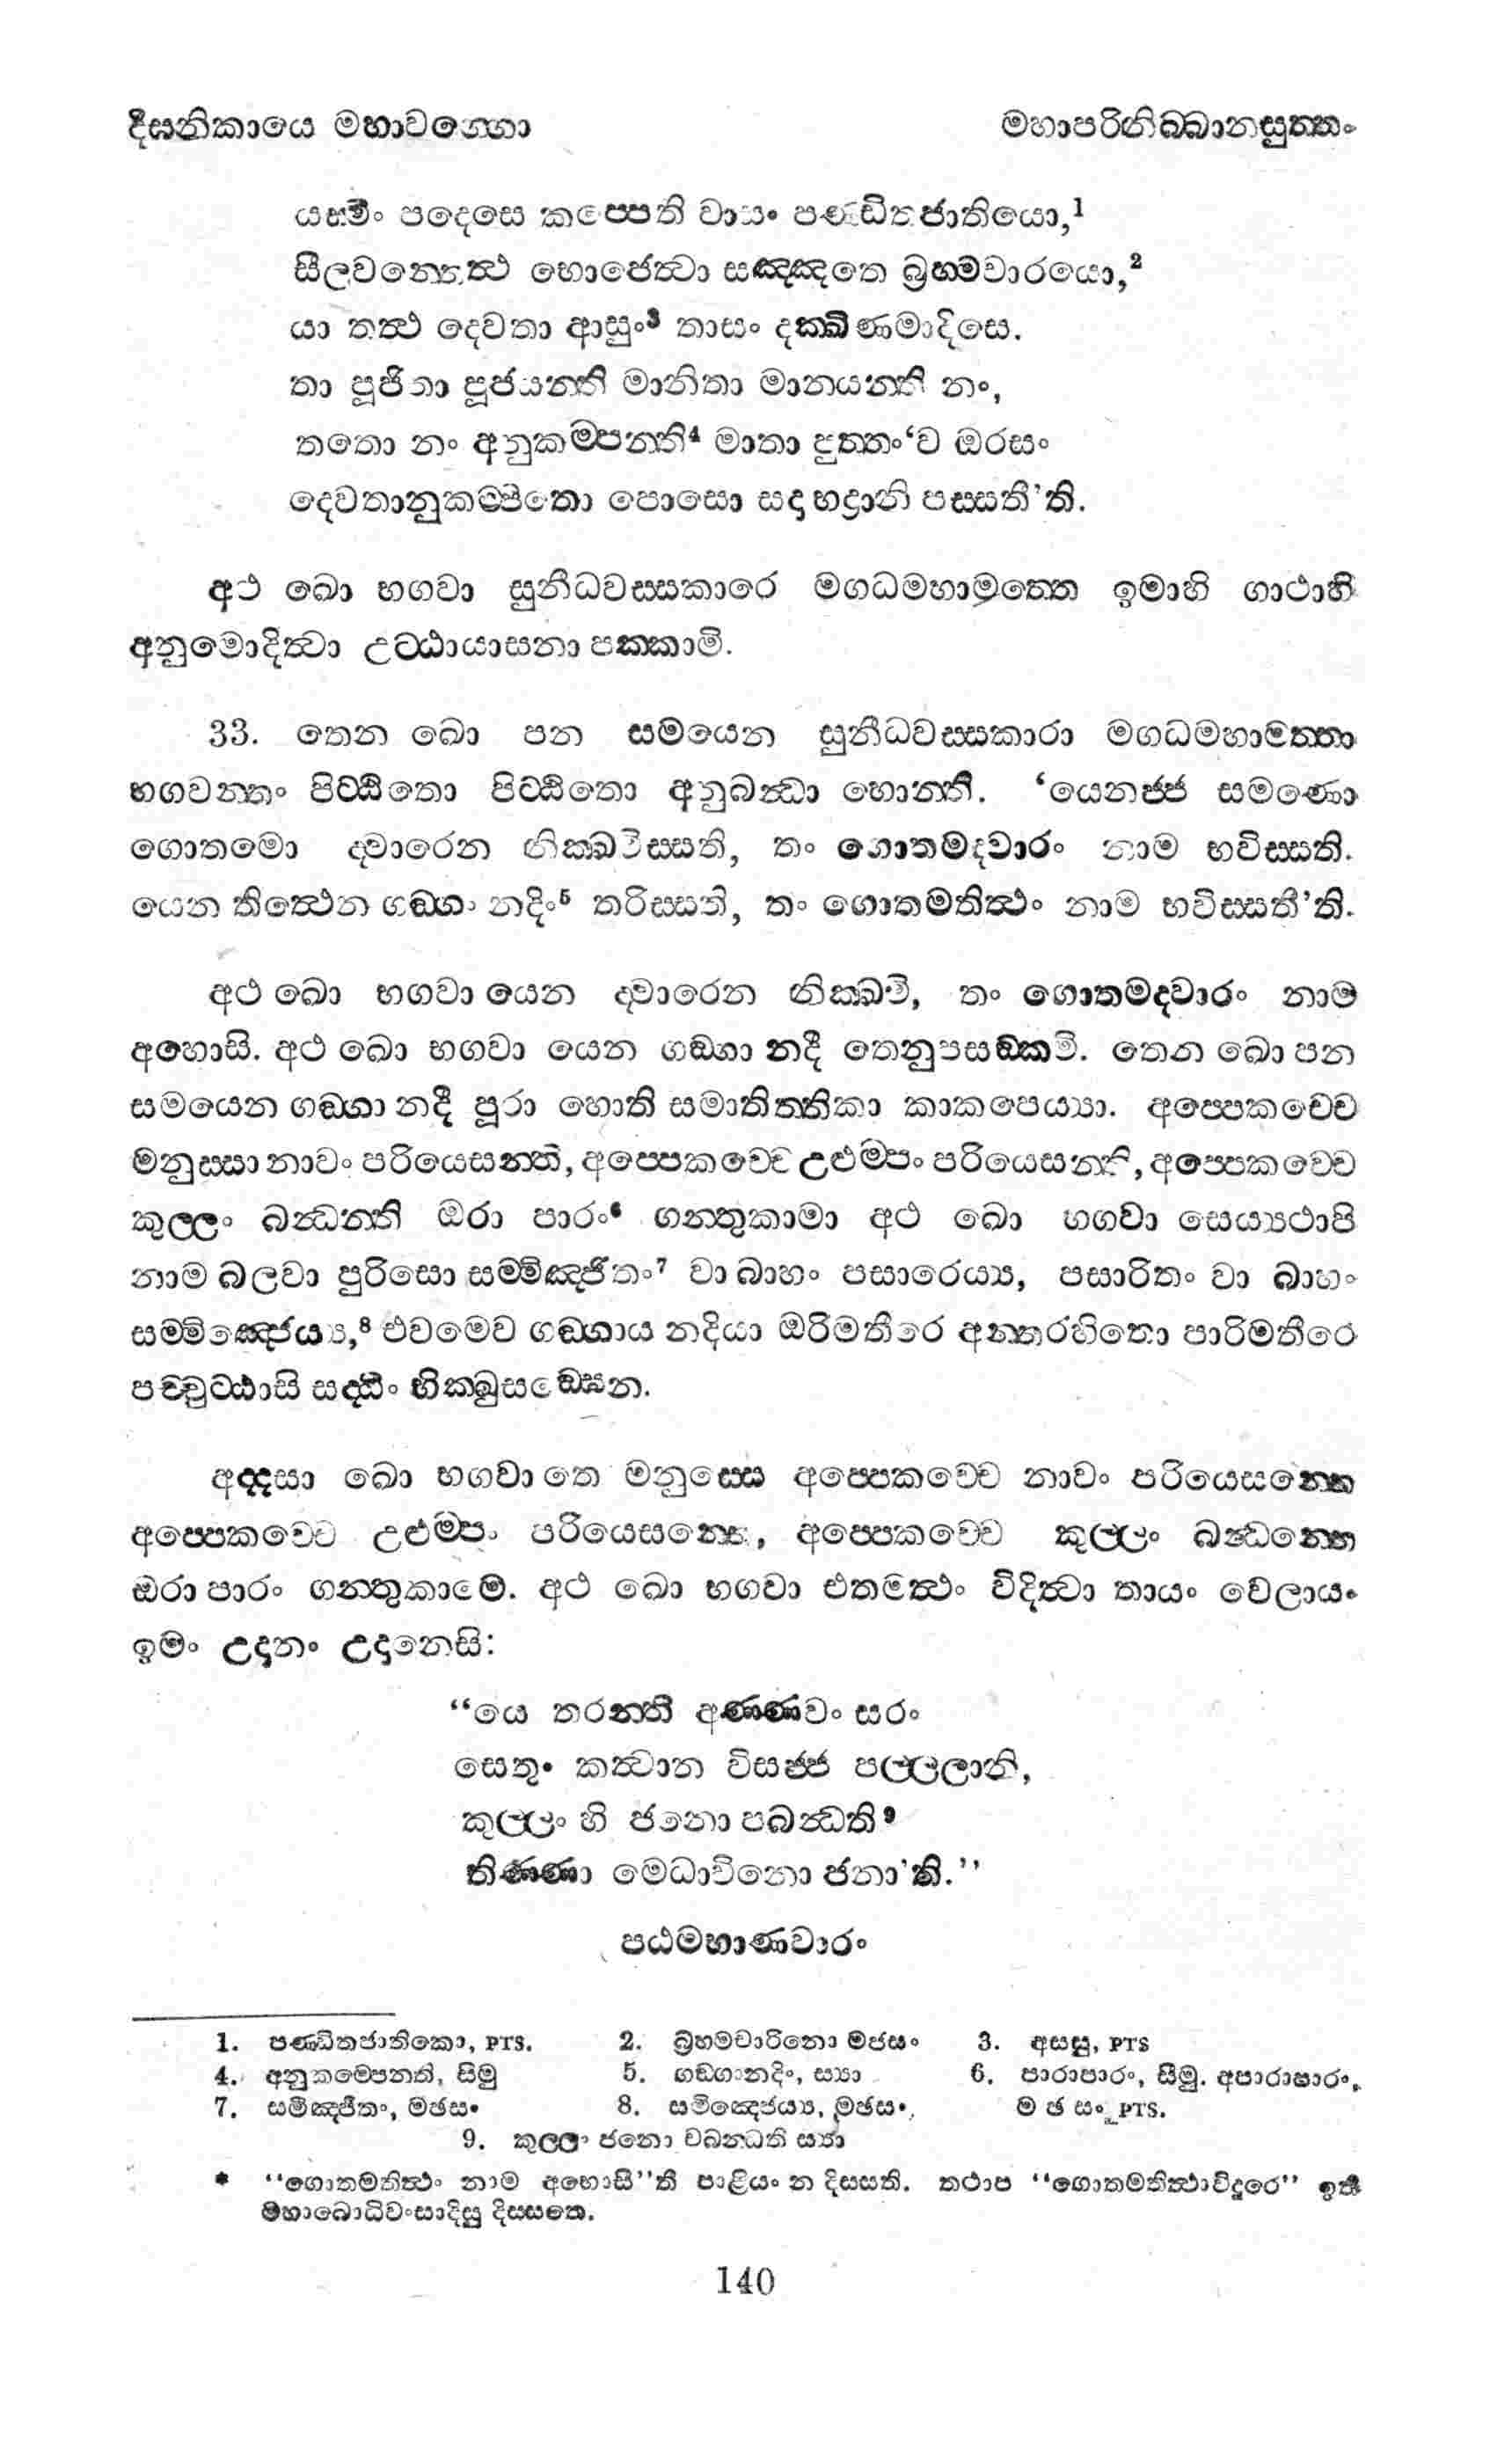 දීඝනිකායෙ මහාවග්ගො
මහාපරිනිබ්බානසුත්තං
යස්මිං පදෙසෙ කප්පෙති වාසං පණ්ඩිතජාතියො,¹
සීලවන්තෙත්ථ භොජෙත්වා සඤ්ඤතෙ බ්‍රහ්මචාරයො,²
යා තත්ථ දෙවතා ආසුං³ තාසං දක්ඛිණමාදිසෙ.
තා පූජිතා පූජයන්ති මානිතා මානයන්ති නං,
තතො නං අනුකම්පන්ති⁴ මාතා පුත්තං‘ව ඔරසං
දෙවතානුකම්පිතො පොසො සදා භද්‍රානි පස්සතී’ති.
අථ ඛො භගවා සුනීධවස්සකාරෙ මගධමහාමත්තෙ ඉමාහි ගාථාහි
අනුමොදිත්වා උට්ඨායාසනා පක්කාමි.
33. තෙන ඛො පන සමයෙන සුනීධවස්සකාරා මගධමහාමත්තා
භගවන්තං පිට්ඨිතො පිට්ඨිතො අනුබන්ධා හොන්ති. ‘යෙනජ්ජ සමණො
ගොතමො ද්වාරෙන නික්ඛමිස්සති, තං ගොතමද්වාරං නාම භවිස්සති.
යෙන තිත්ථෙන ගඞ්ගං නදිං⁵ තරිස්සති, තං ගොතමතිත්ථං නාම භවිස්සතී’ති.
අථ ඛො භගවා යෙන ද්වාරෙන නික්ඛමි, තං ගොතමද්වාරං නාම
අහොසි. අථ ඛො භගවා යෙන ගඞ්ගා නදී තෙනුපසඞ්කමි. තෙන ඛො පන
සමයෙන ගඞ්ගා නදී පූරා හොති සමාතිත්තිකා කාකපෙය්‍යා. අප්පෙකච්චෙ
මනුස්සා නාවං පරියෙසන්ති, අප්පෙකච්චෙ උළුම්පං පරියෙසන්ති, අප්පෙකච්චෙ
කුල්ලං බන්ධන්ති ඔරා පාරං⁶ ගන්තුකාමා අථ ඛො භගවා සෙය්‍යථාපි
නාම බලවා පුරිසො සම්මිඤ්ජිතං⁷ වා බාහං පසාරෙය්‍ය, පසාරිතං වා බාහං
සම්මිඤ්ජෙය්‍ය,⁸ එවමෙව ගඞ්ගාය නදියා ඔරිමතීරෙ අන්තරහිතො පාරිමතීරෙ
පච්චුට්ඨාසි සද්ධිං භික්ඛුසඞ්ඝෙන.
අද්දසා ඛො භගවා තෙ මනුස්සෙ අප්පෙකච්චෙ නාවං පරියෙසන්තෙ
අප්පෙකච්චෙ උළුම්පං පරියෙසන්තෙ, අප්පෙකච්චෙ කුල්ලං බන්ධන්තෙ
ඔරා පාරං ගන්තුකාමෙ. අථ ඛො භගවා එතමත්ථං විදිත්වා තායං වෙලායං
ඉමං උදානං උදානෙසි:
“යෙ තරන්ති අණ්ණවං සරං
සෙතුං කත්වාන විසජ්ජ පල්ලලානි,
කුල්ලං හි ජනො පබන්ධති⁹
තිණ්ණා මෙධාවිනො ජනා’ති.”
පඨමභාණවාරං
1. පණ්ඩිතජාතිකො, PTS. 2. බ්‍රහ්මචාරිනො මජසං 3. අස්සු, PTS
4. අනුකම්පෙන්ති, සිමු 5. ගඞ්ගානදිං, ස්‍යා 6. පාරාපාරං, සීමු. අපාරාපාරං,
7. සමිඤ්ජිතං, මඡසං 8. සමිඤ්ජෙය්‍ය, මඡසං, ම ඡ සං, PTS.
9. කුල්ලං ජනො ච බන්ධති ස්‍යා
* “ගොතමතිත්ථං නාම අහොසී”ති පාළියං න දිස්සති. තථාප “ගොතමතිත්ථාවිදූරෙ” ඉති
මහාබොධිවංසාදිසු දිස්සතෙ.
140